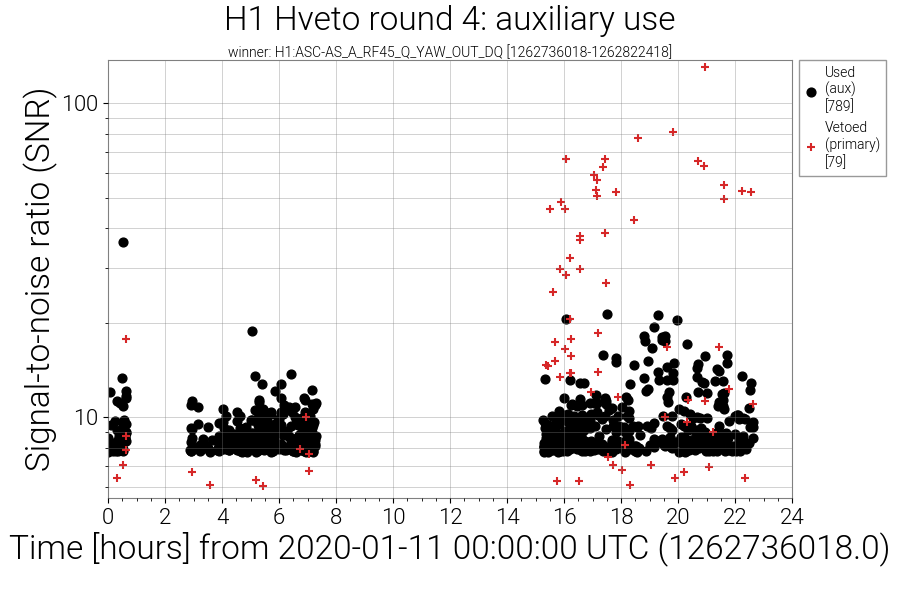 H1 Hveto round 4: auxiliary use
winner: H1:ASC-AS_A_RF45_Q_YAW_OUT_DQ [1262736018-1262822418]
Signal-to-noise ratio (SNR)
100
10
Used
(aux)
[789]
Vetoed
(primary)
[79]
0 2 4 6 8 10 12 14 16 18 20 22 24
Time [hours] from 2020-01-11 00:00:00 UTC (1262736018.0)